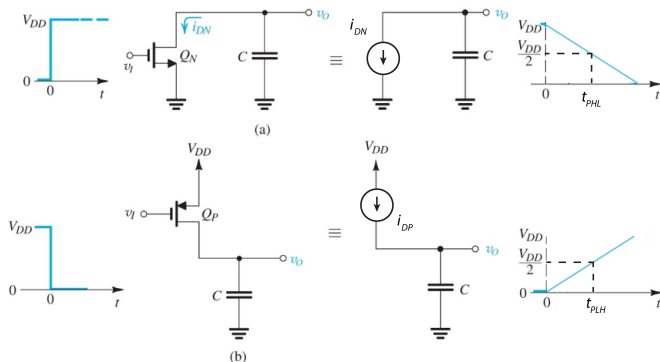 V_DD
0
0
t
v_I
i_DN
Q_N
C
v_O
≡
i_DN
C
v_O
V_DD
V_DD
2
0
t_PHL
t
(a)
V_DD
0
0
t
V_DD
v_I
Q_P
C
v_O
≡
V_DD
i_DP
C
v_O
V_DD
V_DD
2
0
0
t_PLH
t
(b)